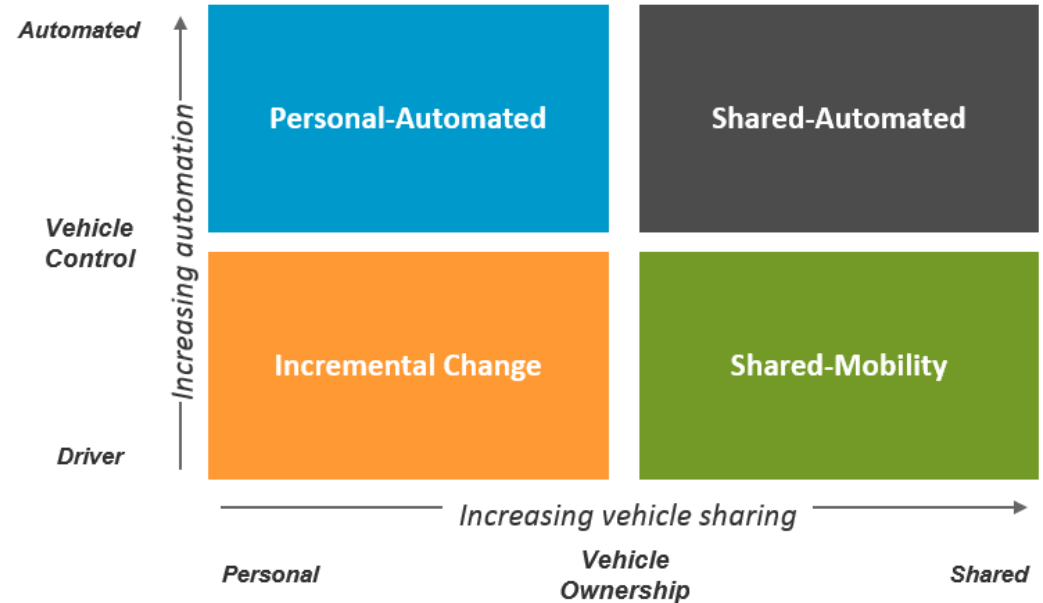 Automated
Personal-Automated
Shared-Automated
Increasing automation
Vehicle
Control
Incremental Change
Shared-Mobility
Driver
Increasing vehicle sharing
Personal
Vehicle
Ownership
Shared